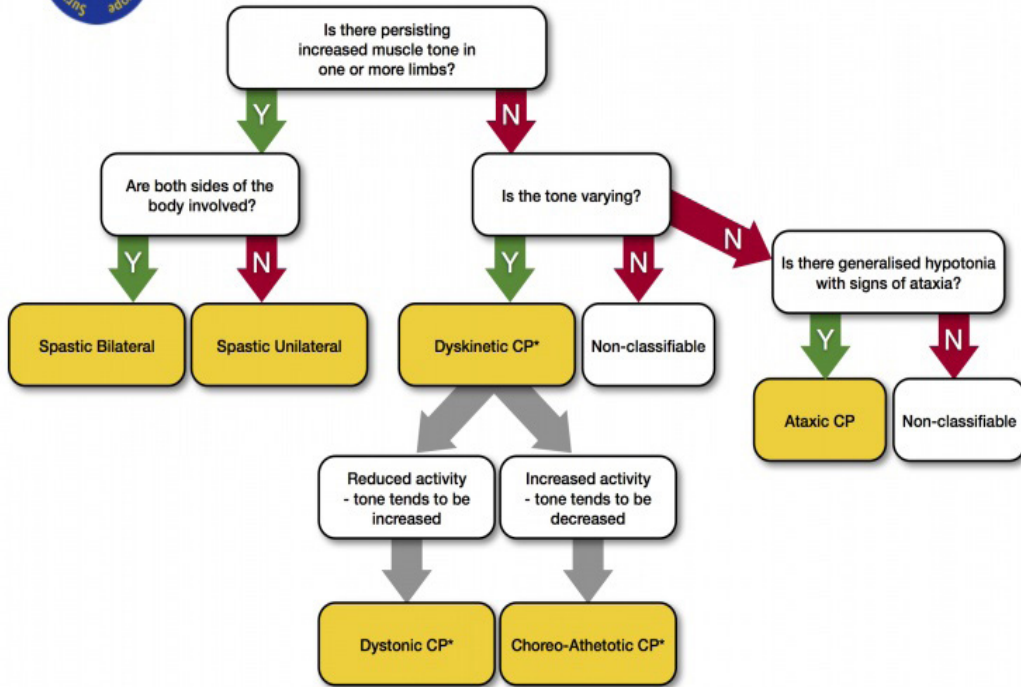 ope
Sur
Is there persisting
increased muscle tone in
one or more limbs?
Y
N
Are both sides of the
body involved?
Is the tone varying?
Y
N
Y
N
N
Is there generalised hypotonia
with signs of ataxia?
Spastic Bilateral
Spastic Unilateral
Dyskinetic CP*
Non-classifiable
Y
N
Ataxic CP
Non-classifiable
Reduced activity
- tone tends to be
increased
Increased activity
- tone tends to be
decreased
Dystonic CP*
Choreo-Athetotic CP*